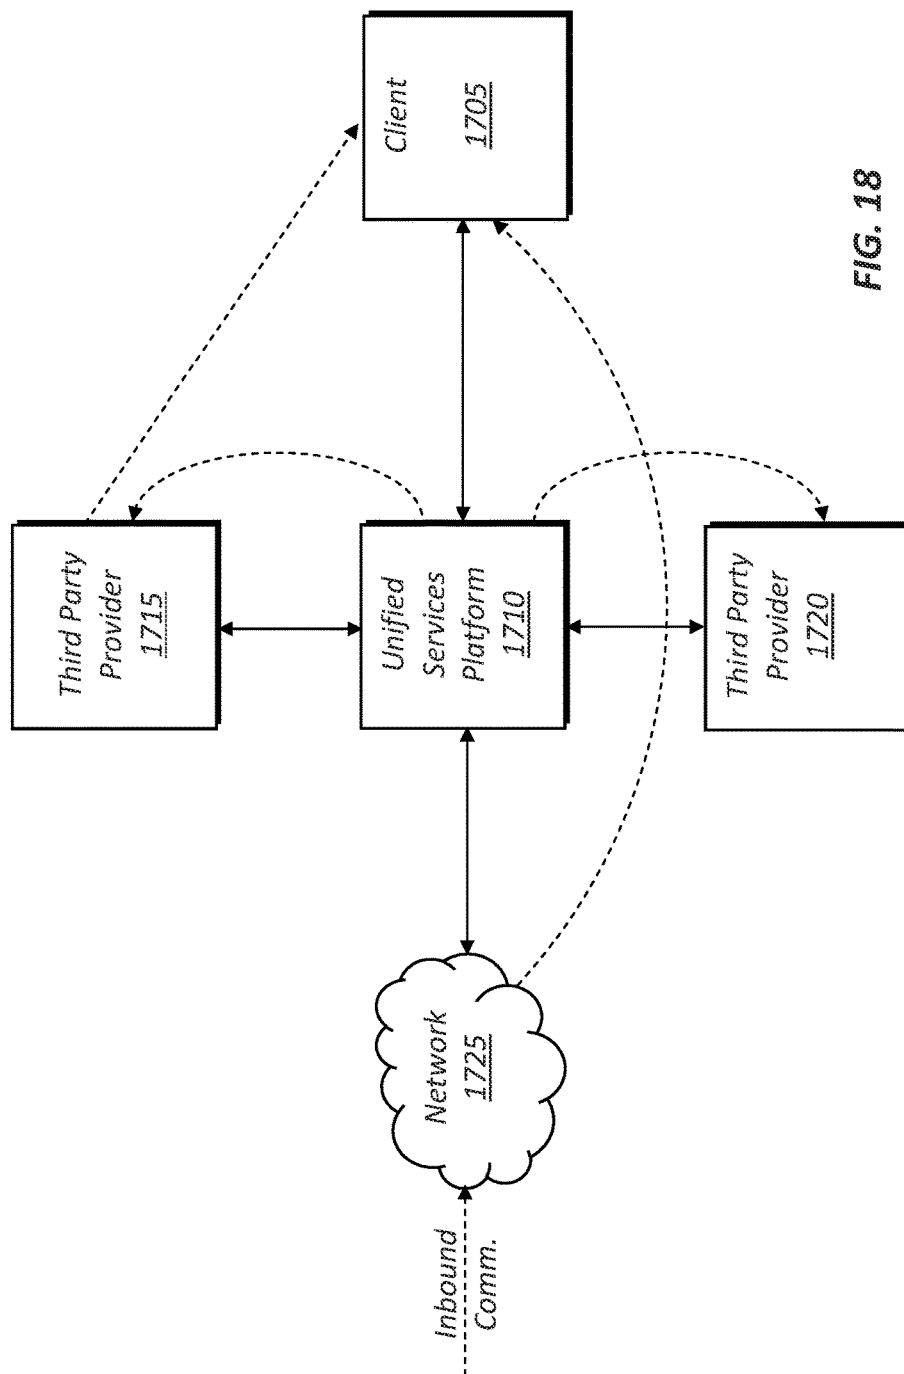 Inbound
Comm.
Network
1725
Third Party
Provider
1715
Unified
Services
Platform
1710
Third Party
Provider
1720
Client
1705
FIG. 18